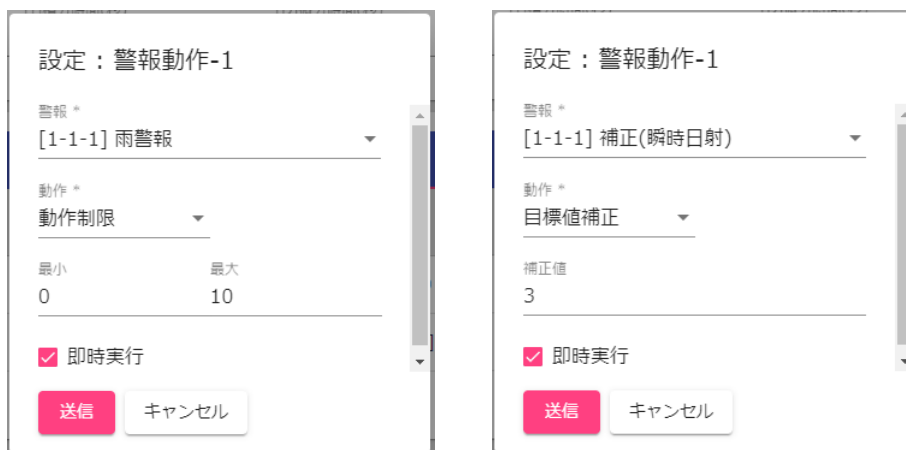 設定：警報動作-1
警報 *
[1-1-1] 雨警報
動作 *
動作制限
最小 最大
0 10
即時実行
送信 キャンセル
設定：警報動作-1
警報 *
[1-1-1] 補正(瞬時日射)
動作 *
目標値補正
補正値
3
即時実行
送信 キャンセル